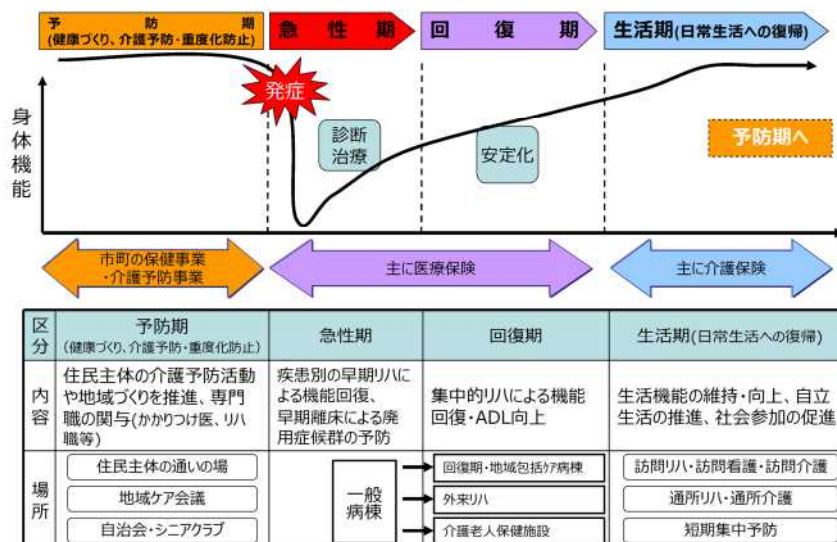 予防期
(健康づくり、介護予防・重度化防止)
急性期
回復期
生活期(日常生活への復帰)
発症
身体機能
診断
治療
安定化
予防期へ
市町の保健事業
・介護予防事業
主に医療保険
主に介護保険
区分
予防期
(健康づくり、介護予防・重度化防止)
急性期
回復期
生活期(日常生活への復帰)
内容
住民主体の介護予防活動
や地域づくりを推進、専門
職の関与(かかりつけ医、リハ
職等)
疾患別の早期リハに
よる機能回復、
早期離床による廃
用症候群の予防
集中的リハによる機能
回復・ADL向上
生活機能の維持・向上、自立
生活の推進、社会参加の促進
場所
住民主体の通いの場
地域ケア会議
自治会・シニアクラブ
一般
病棟
回復期・地域包括ケア病棟
外来リハ
介護老人保健施設
訪問リハ・訪問看護・訪問介護
通所リハ・通所介護
短期集中予防